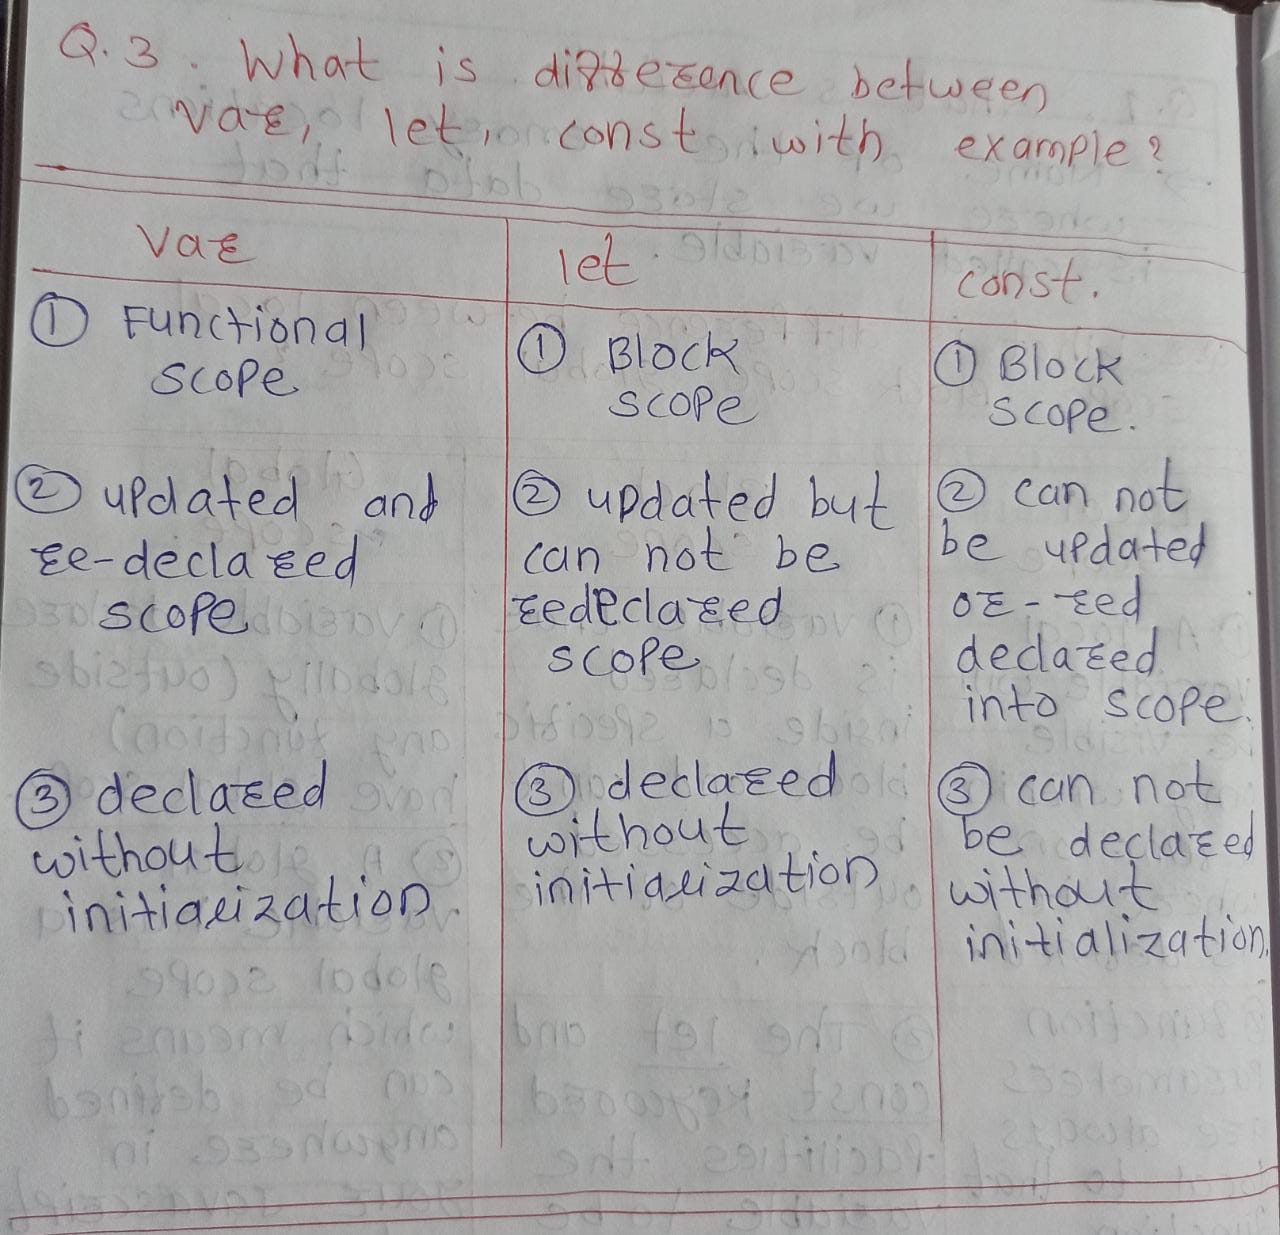 Q.3. What is difference between
var, let, const with example?
var
let
const.
① Functional
scope
② updated and
re-declared
scope
③ declared
without
initialization.
① Block
scope
② updated but
can not be
redeclared
scope
③ declared
without
initialization
① Block
scope.
② can not
be updated
or - red
declared
into scope.
③ can not
be declared
without
initialization.